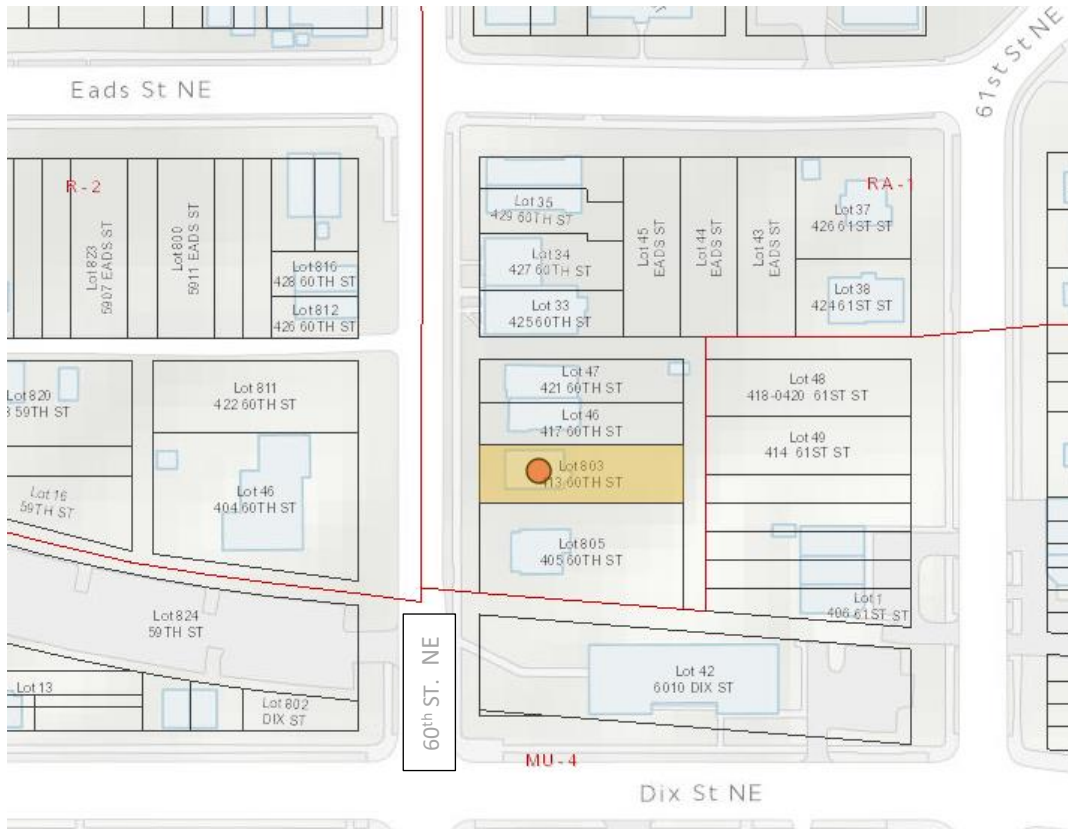 Eads St NE
61st St NE
R-2
Lot 823
5907 EADS ST
Lot 800
5911 EADS ST
Lot 816
428 60TH ST
Lot 812
426 60TH ST
Lot 35
429 60TH ST
Lot 34
427 60TH ST
Lot 33
425 60TH ST
Lot 45
EADS ST
Lot 44
EADS ST
Lot 43
EADS ST
RA-1
Lot 37
426 61ST ST
Lot 38
424 61ST ST
Lot 820
59TH ST
Lot 811
422 60TH ST
Lot 16
59TH ST
Lot 46
404 60TH ST
Lot 47
421 60TH ST
Lot 46
417 60TH ST
Lot 803
13 60TH ST
Lot 805
405 60TH ST
Lot 48
418-0420 61ST ST
Lot 49
414 61ST ST
Lot 1
406 61ST ST
Lot 824
59TH ST
Lot 13
Lot 802
DIX ST
60th ST. NE
Lot 42
6010 DIX ST
MU-4
Dix St NE